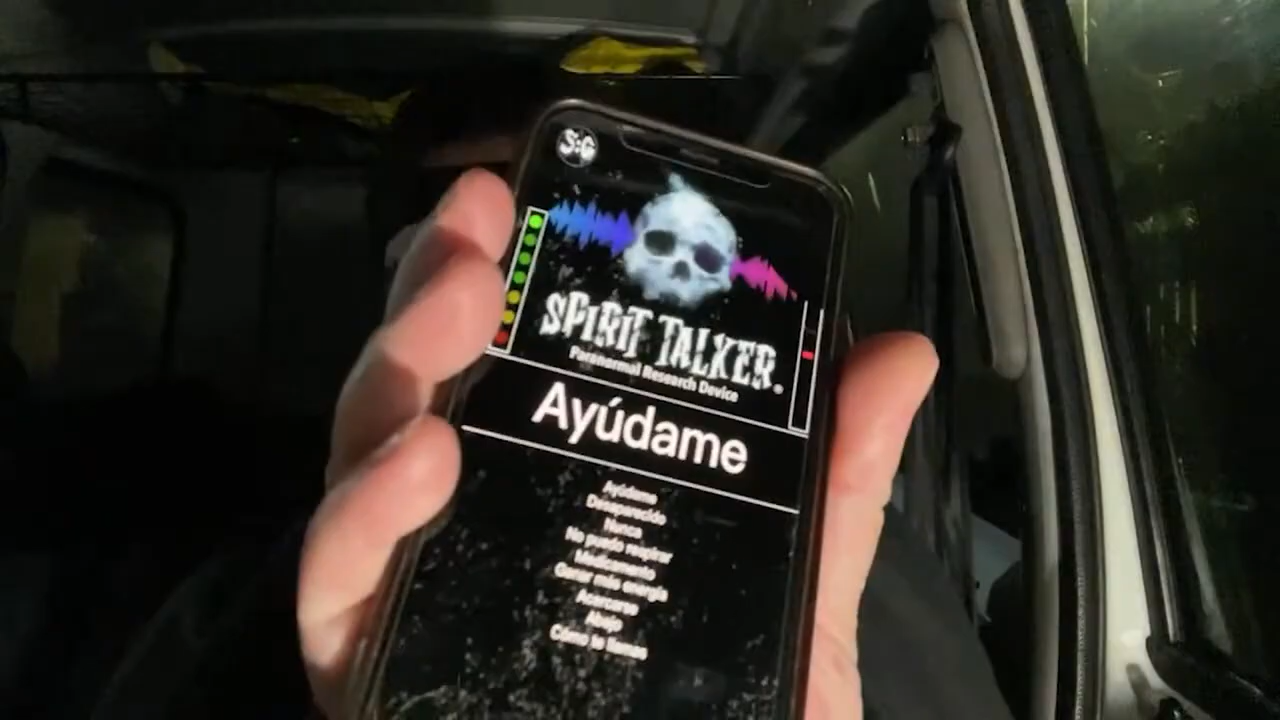 S:G
SPIRIT TALKER®
Paranormal Research Device
Ayúdame
Ayúdame
Desaparecido
Nunca
No puedo respirar
Medicamento
Ganar más energía
Acercarse
Abajo
Cómo te llamas